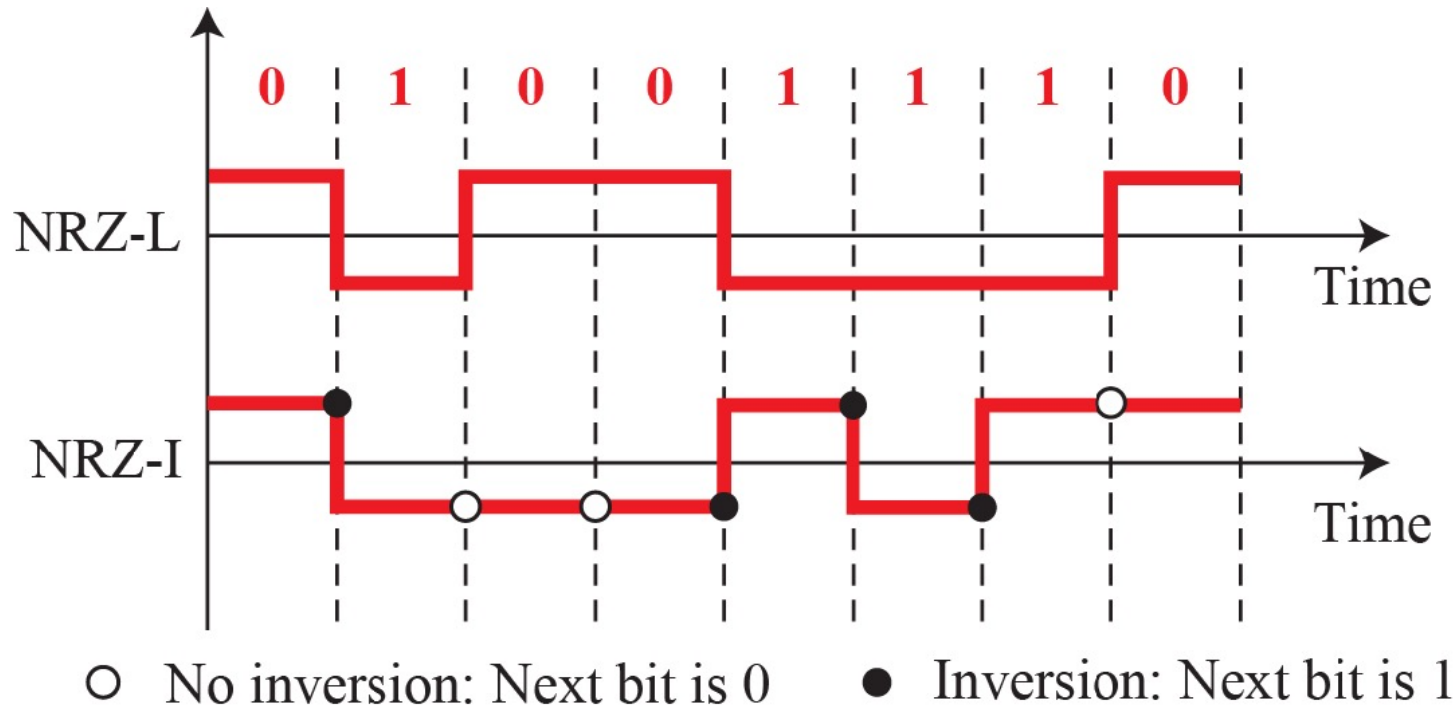 0 1 0 0 1 1 1 0
NRZ-L
Time
NRZ-I
Time
No inversion: Next bit is 0
Inversion: Next bit is 1